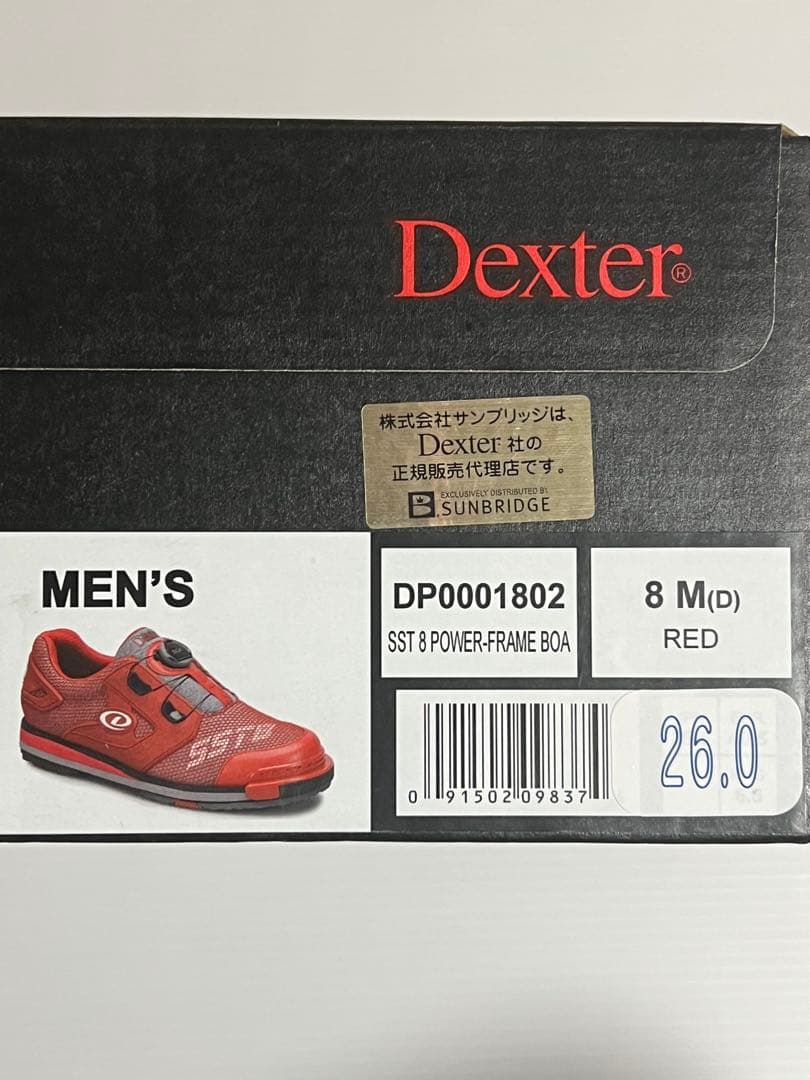 Dexter®
株式会社サンブリッジは、
Dexter 社の
正規販売代理店です。
EXCLUSIVELY DISTRIBUTED BY
B.SUNBRIDGE
MEN'S
DP0001802
SST 8 POWER-FRAME BOA
8 M(D)
RED
SST8
0 91502 09837
26.0